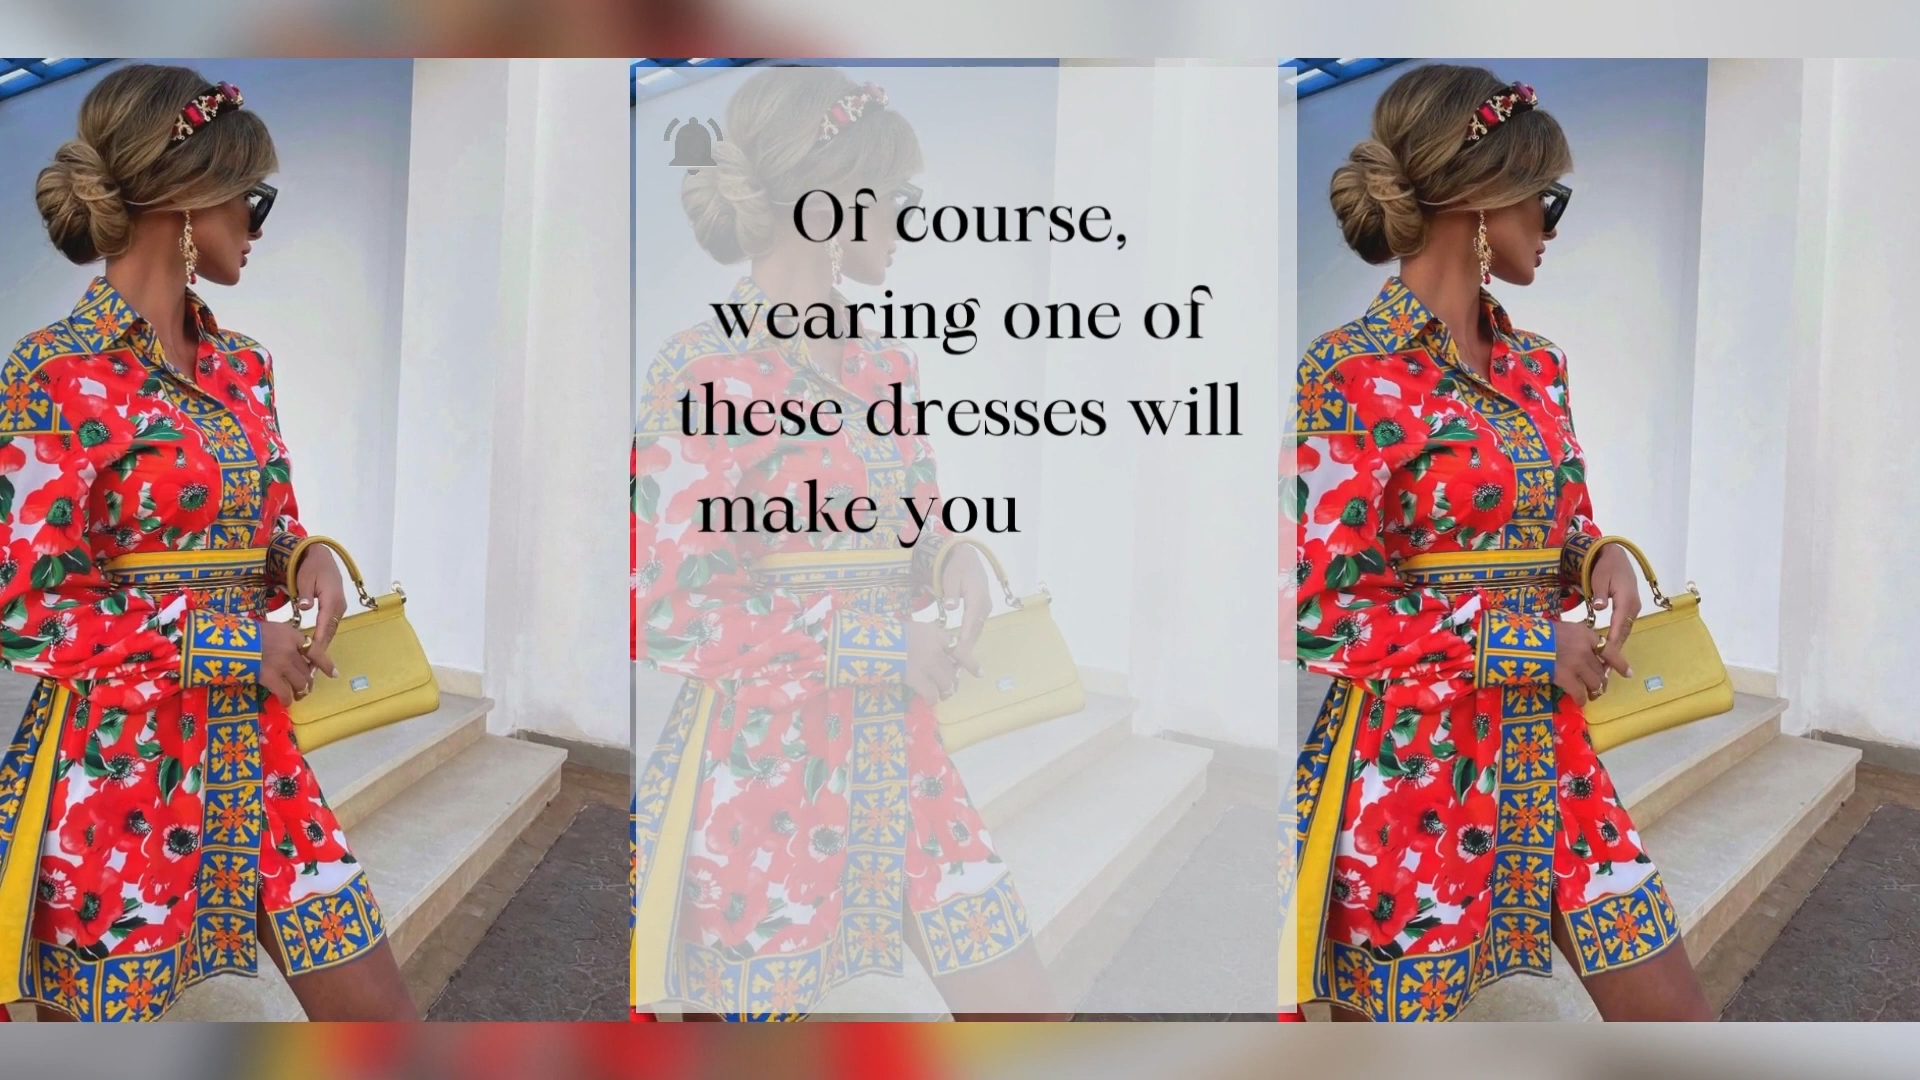 Of course,
wearing one of
these dresses will
make you